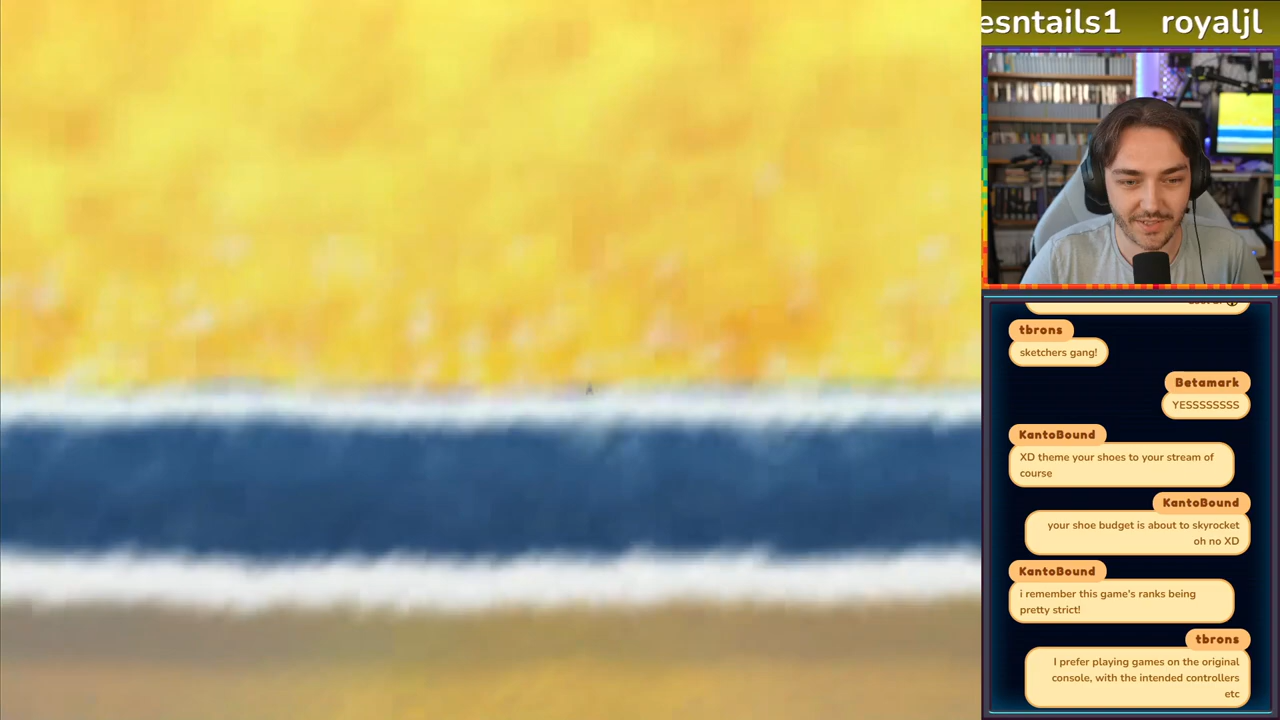 esntails1 royaljl
tbrons
sketchers gang!
Betamark
YESSSSSSSS
KantoBound
XD theme your shoes to your stream of
course
KantoBound
your shoe budget is about to skyrocket
oh no XD
KantoBound
i remember this game's ranks being
pretty strict!
tbrons
I prefer playing games on the original
console, with the intended controllers
etc